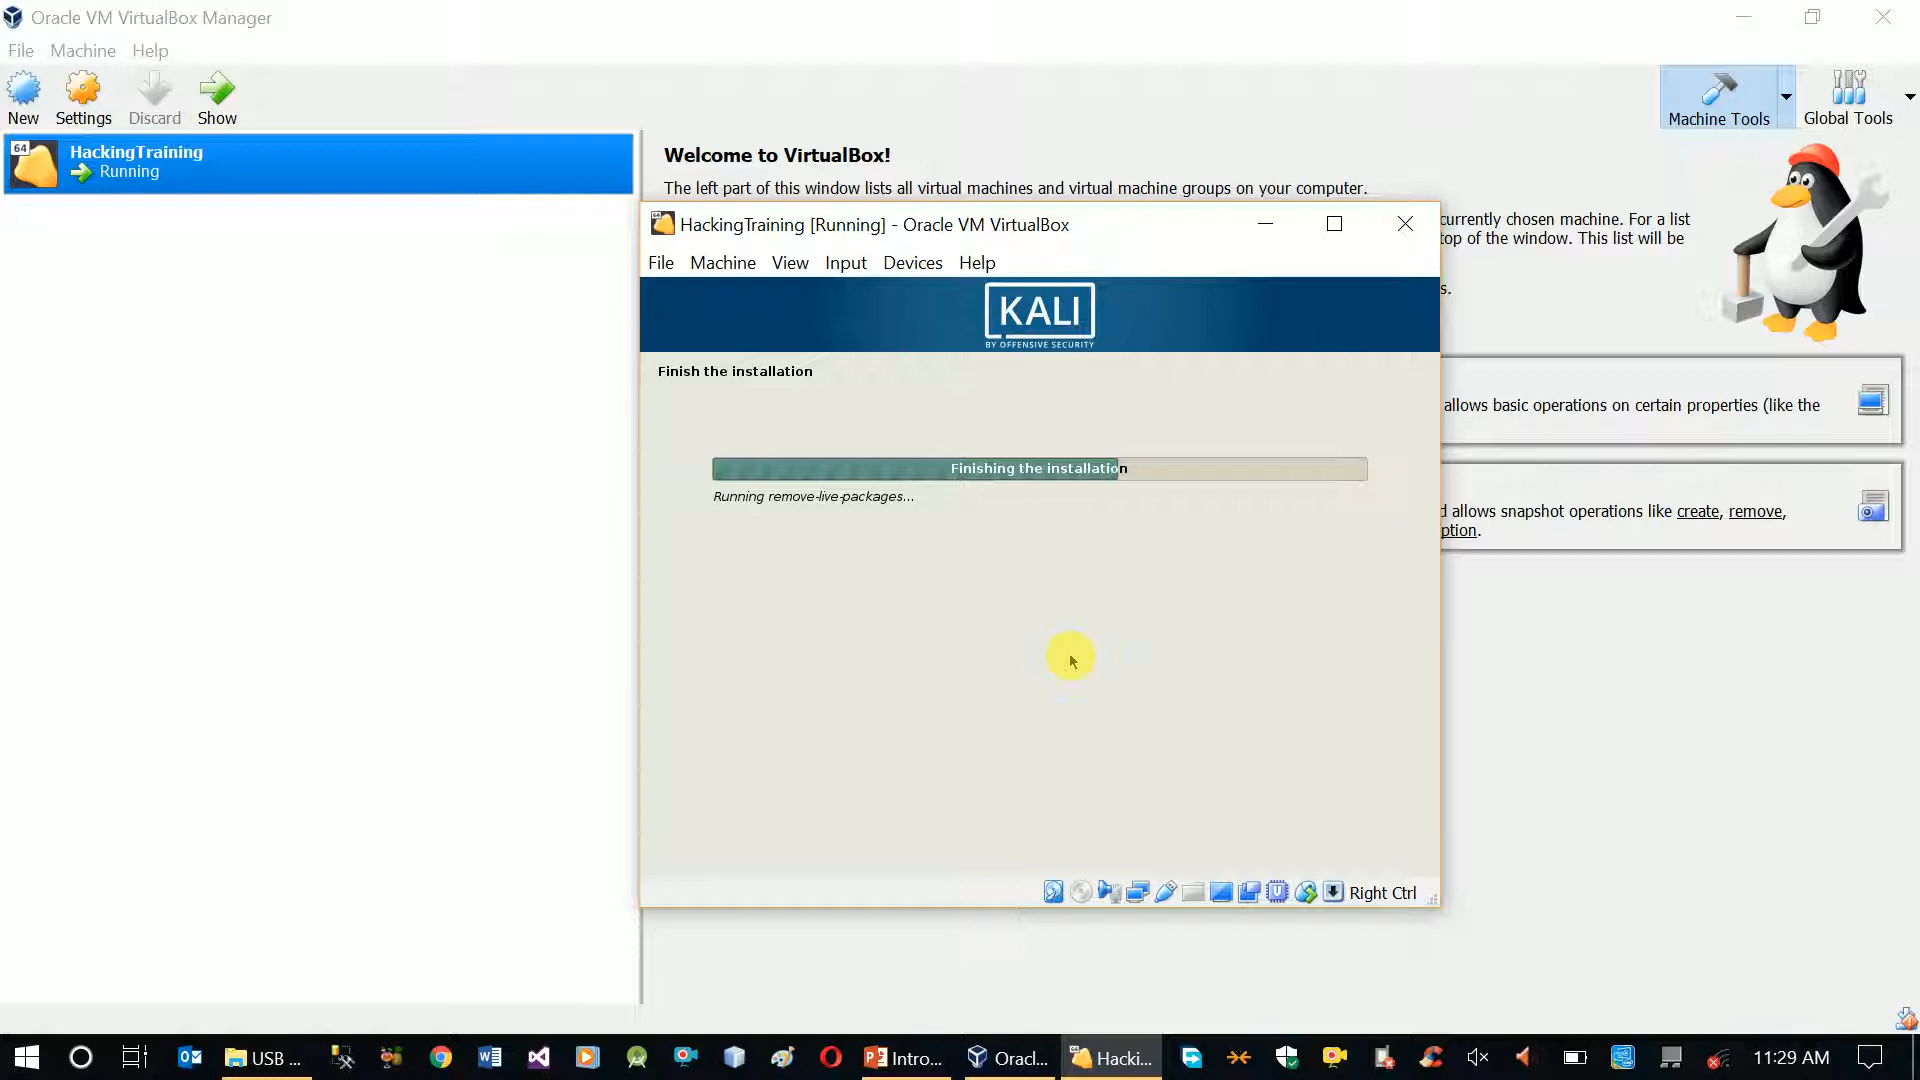 Oracle VM VirtualBox Manager
File Machine Help
New Settings Discard Show
Machine Tools Global Tools
64 HackingTraining
Running
Welcome to VirtualBox!
The left part of this window lists all virtual machines and virtual machine groups on your computer.
currently chosen machine. For a list
top of the window. This list will be
s.
allows basic operations on certain properties (like the
d allows snapshot operations like create, remove,
ption.
HackingTraining [Running] - Oracle VM VirtualBox
File Machine View Input Devices Help
KALI
BY OFFENSIVE SECURITY
Finish the installation
Finishing the installation
Running remove-live-packages...
Right Ctrl
USB ... Intro... Oracl... Hacki... 11:29 AM